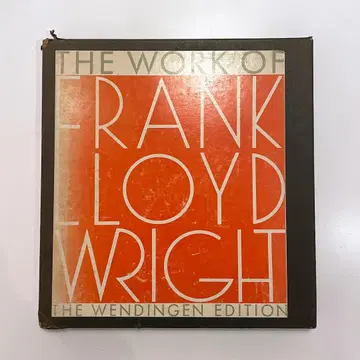 THE WORK OF
FRANK
LLOYD
WRIGHT
THE WENDINGEN EDITION